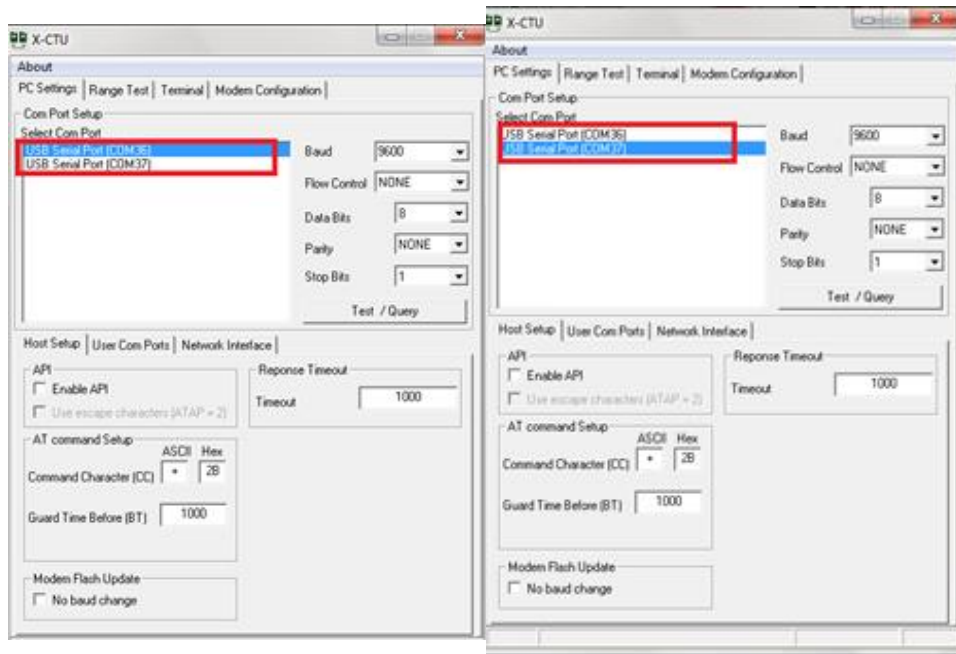 X-CTU
About
PC Settings Range Test Terminal Modem Configuration
Com Port Setup
Select Com Port
USB Serial Port (COM36)
USB Serial Port (COM37)
Baud 9600
Flow Control NONE
Data Bits 8
Parity NONE
Stop Bits 1
Test / Query
Host Setup User Com Ports Network Interface
API
Enable API
Use escape characters (ATAP = 2)
Reponse Timeout
Timeout 1000
AT command Setup
ASCII Hex
Command Character (CC) + 2B
Guard Time Before (BT) 1000
Modem Flash Update
No baud change
X-CTU
About
PC Settings Range Test Terminal Modem Configuration
Com Port Setup
Select Com Port
USB Serial Port (COM36)
USB Serial Port (COM37)
Baud 9600
Flow Control NONE
Data Bits 8
Parity NONE
Stop Bits 1
Test / Query
Host Setup User Com Ports Network Interface
API
Enable API
Use escape characters (ATAP = 2)
Reponse Timeout
Timeout 1000
AT command Setup
ASCII Hex
Command Character (CC) + 2B
Guard Time Before (BT) 1000
Modem Flash Update
No baud change